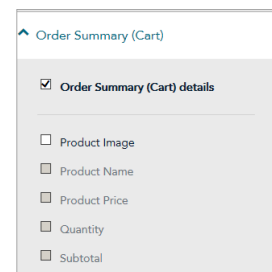 Order Summary (Cart)
Order Summary (Cart) details
Product Image
Product Name
Product Price
Quantity
Subtotal